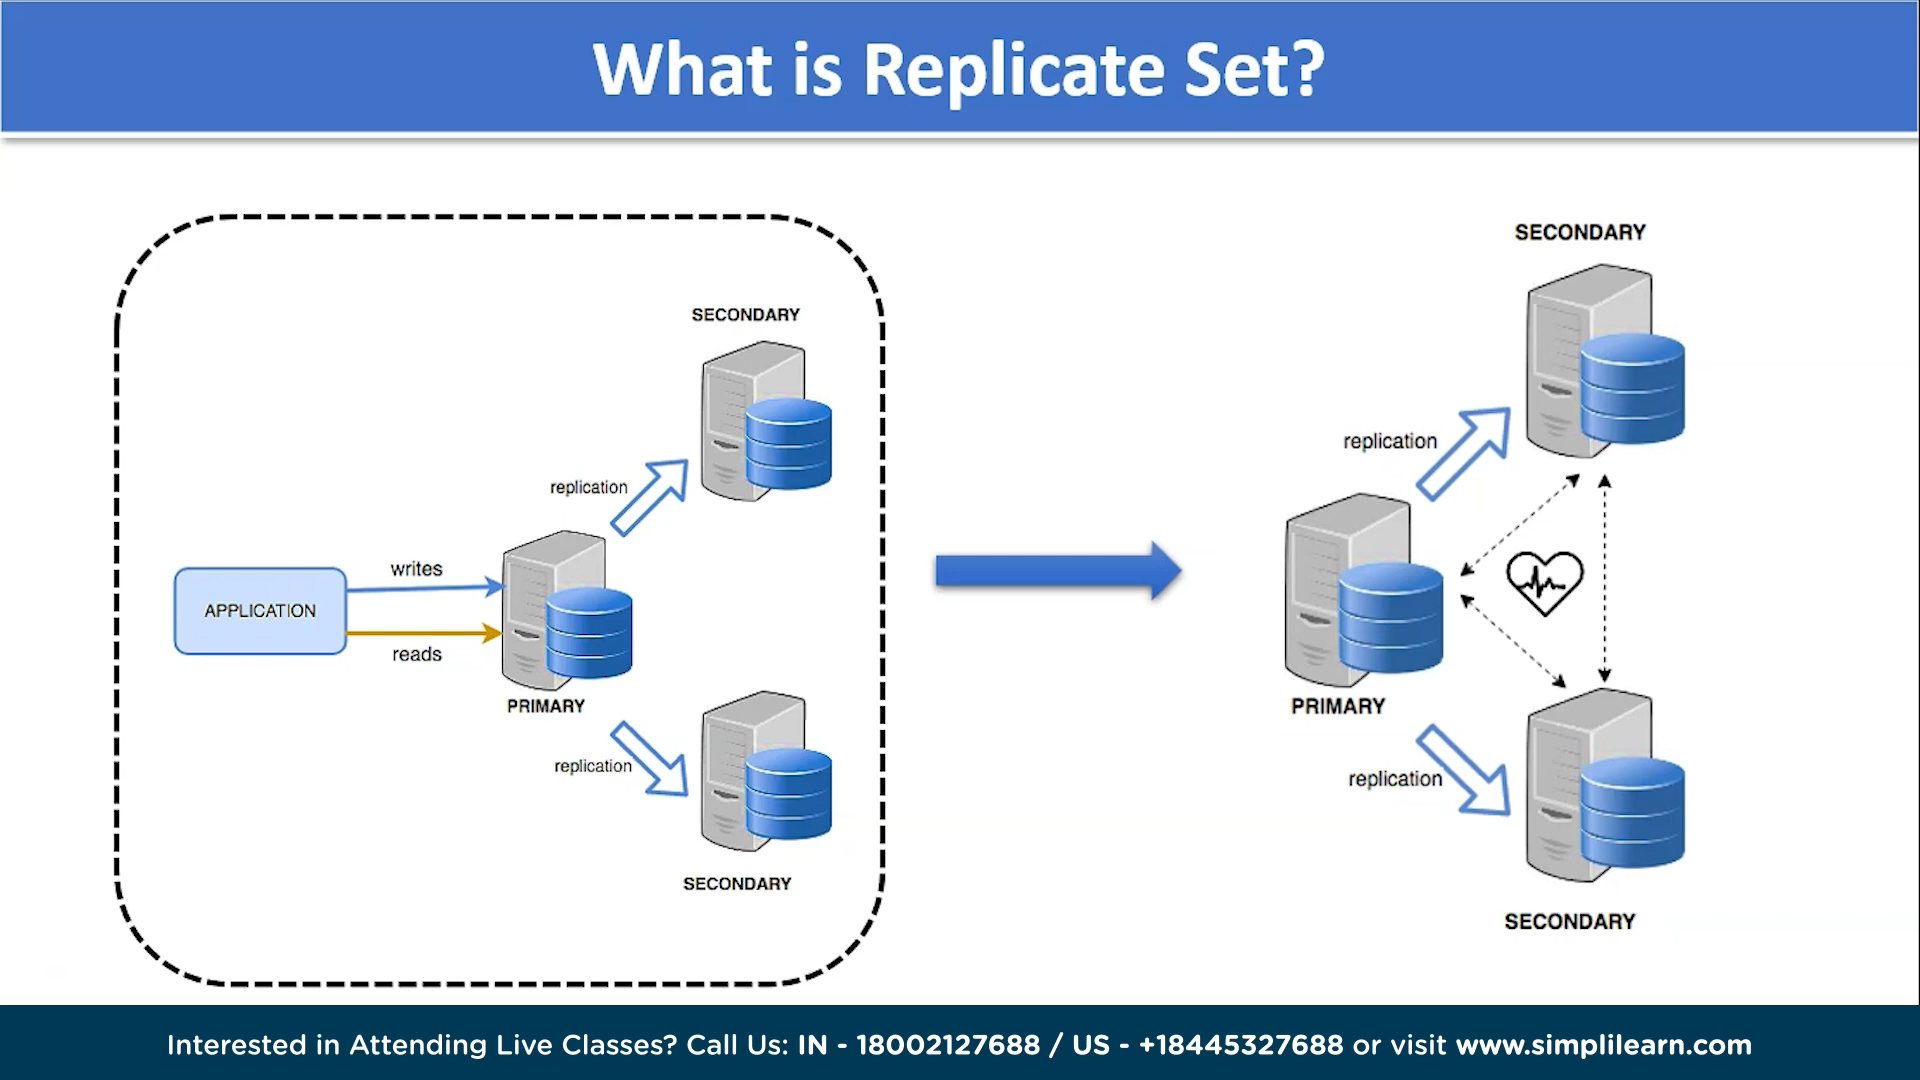 What is Replicate Set?
SECONDARY
replication
APPLICATION
writes
reads
PRIMARY
replication
SECONDARY
SECONDARY
replication
PRIMARY
replication
SECONDARY
Interested in Attending Live Classes? Call Us: IN - 18002127688 / US - +18445327688 or visit www.simplilearn.com